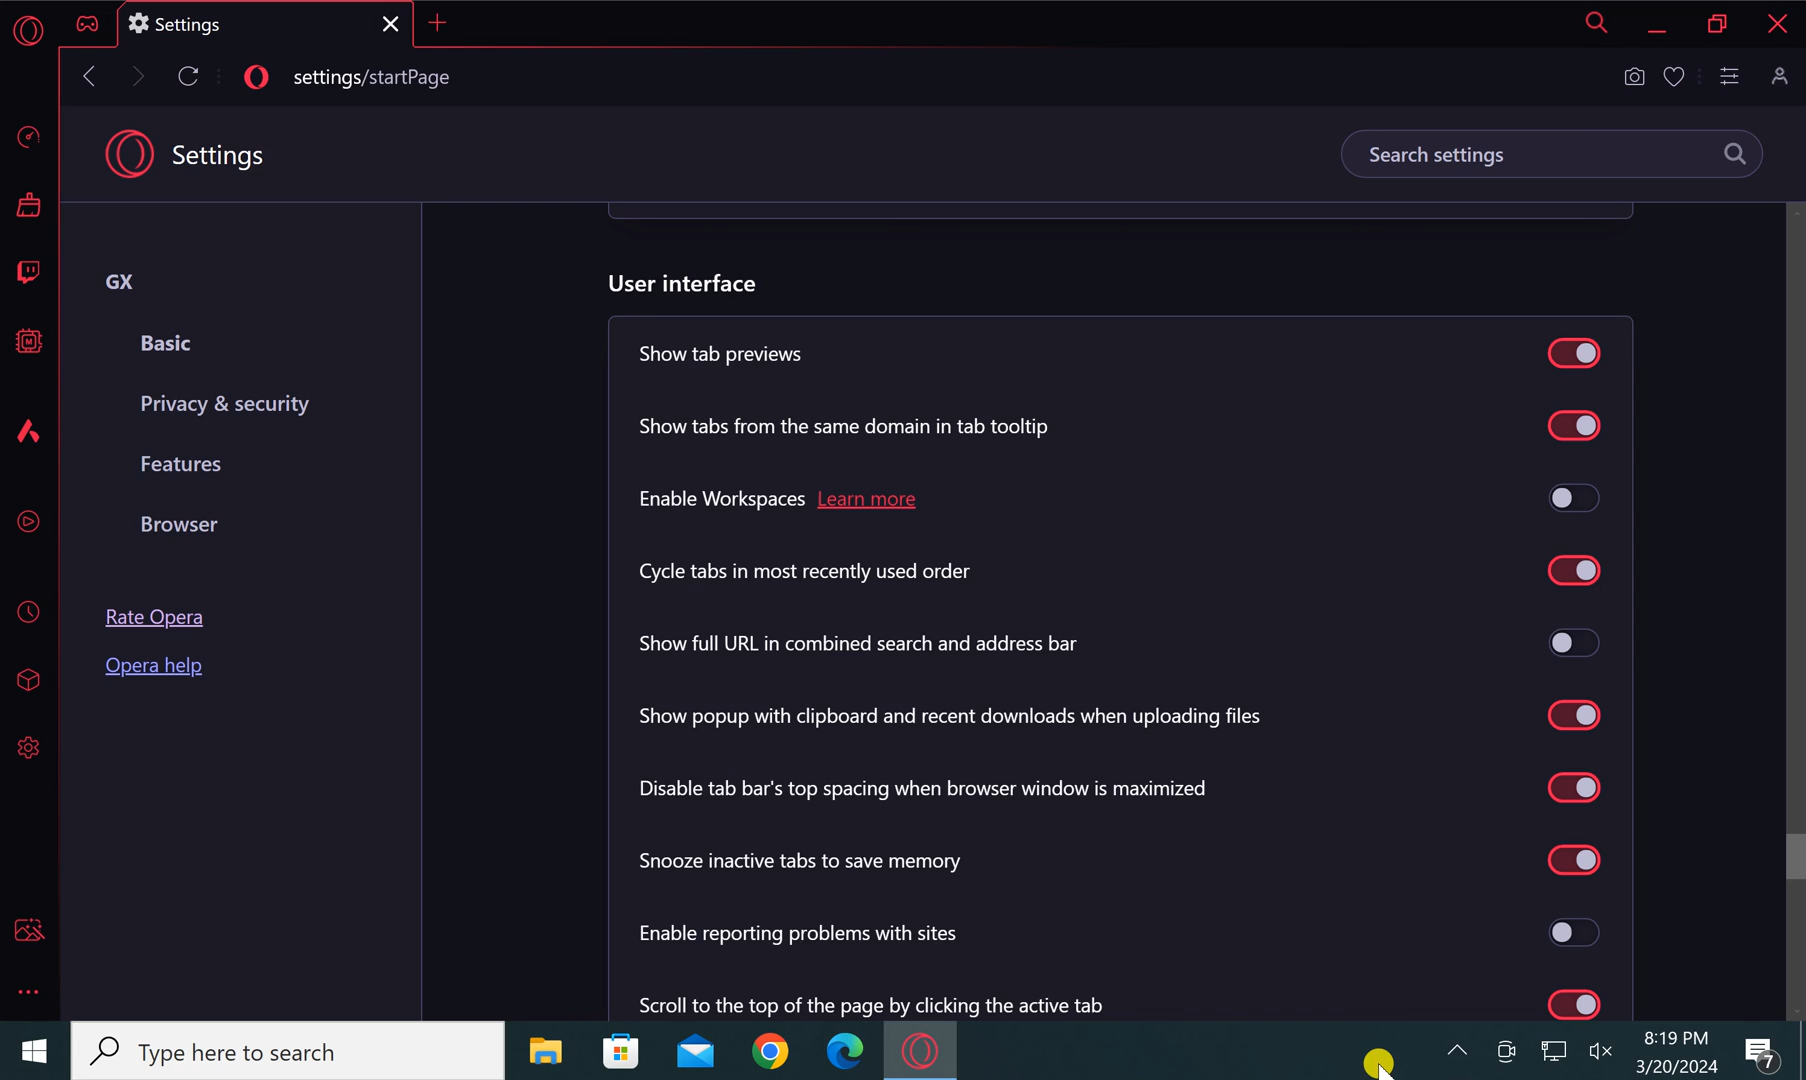 Settings
settings/startPage
Settings
Search settings
GX
Basic
Privacy & security
Features
Browser
Rate Opera
Opera help
User interface
Show tab previews
Show tabs from the same domain in tab tooltip
Enable Workspaces Learn more
Cycle tabs in most recently used order
Show full URL in combined search and address bar
Show popup with clipboard and recent downloads when uploading files
Disable tab bar's top spacing when browser window is maximized
Snooze inactive tabs to save memory
Enable reporting problems with sites
Scroll to the top of the page by clicking the active tab
Type here to search
8:19 PM
3/20/2024
7